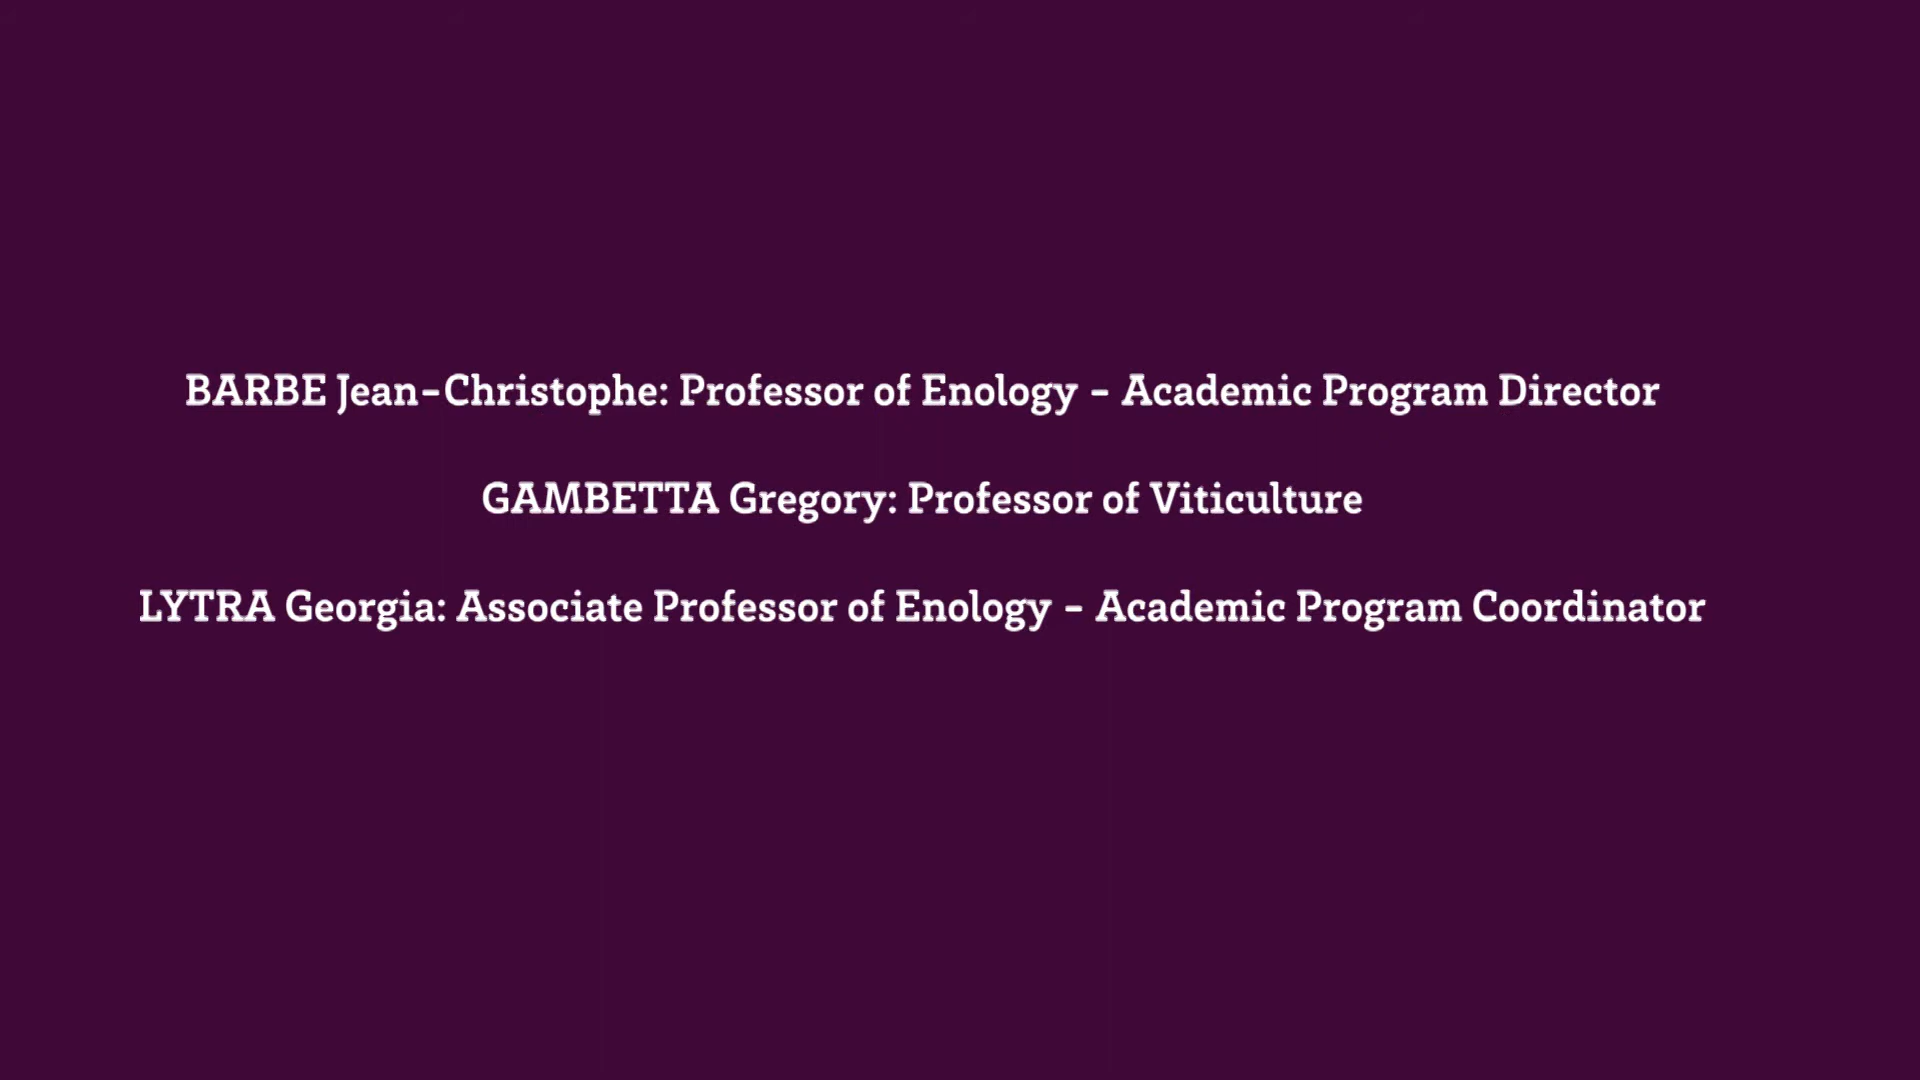 BARBE Jean-Christophe: Professor of Enology - Academic Program Director
GAMBETTA Gregory: Professor of Viticulture
LYTRA Georgia: Associate Professor of Enology - Academic Program Coordinator